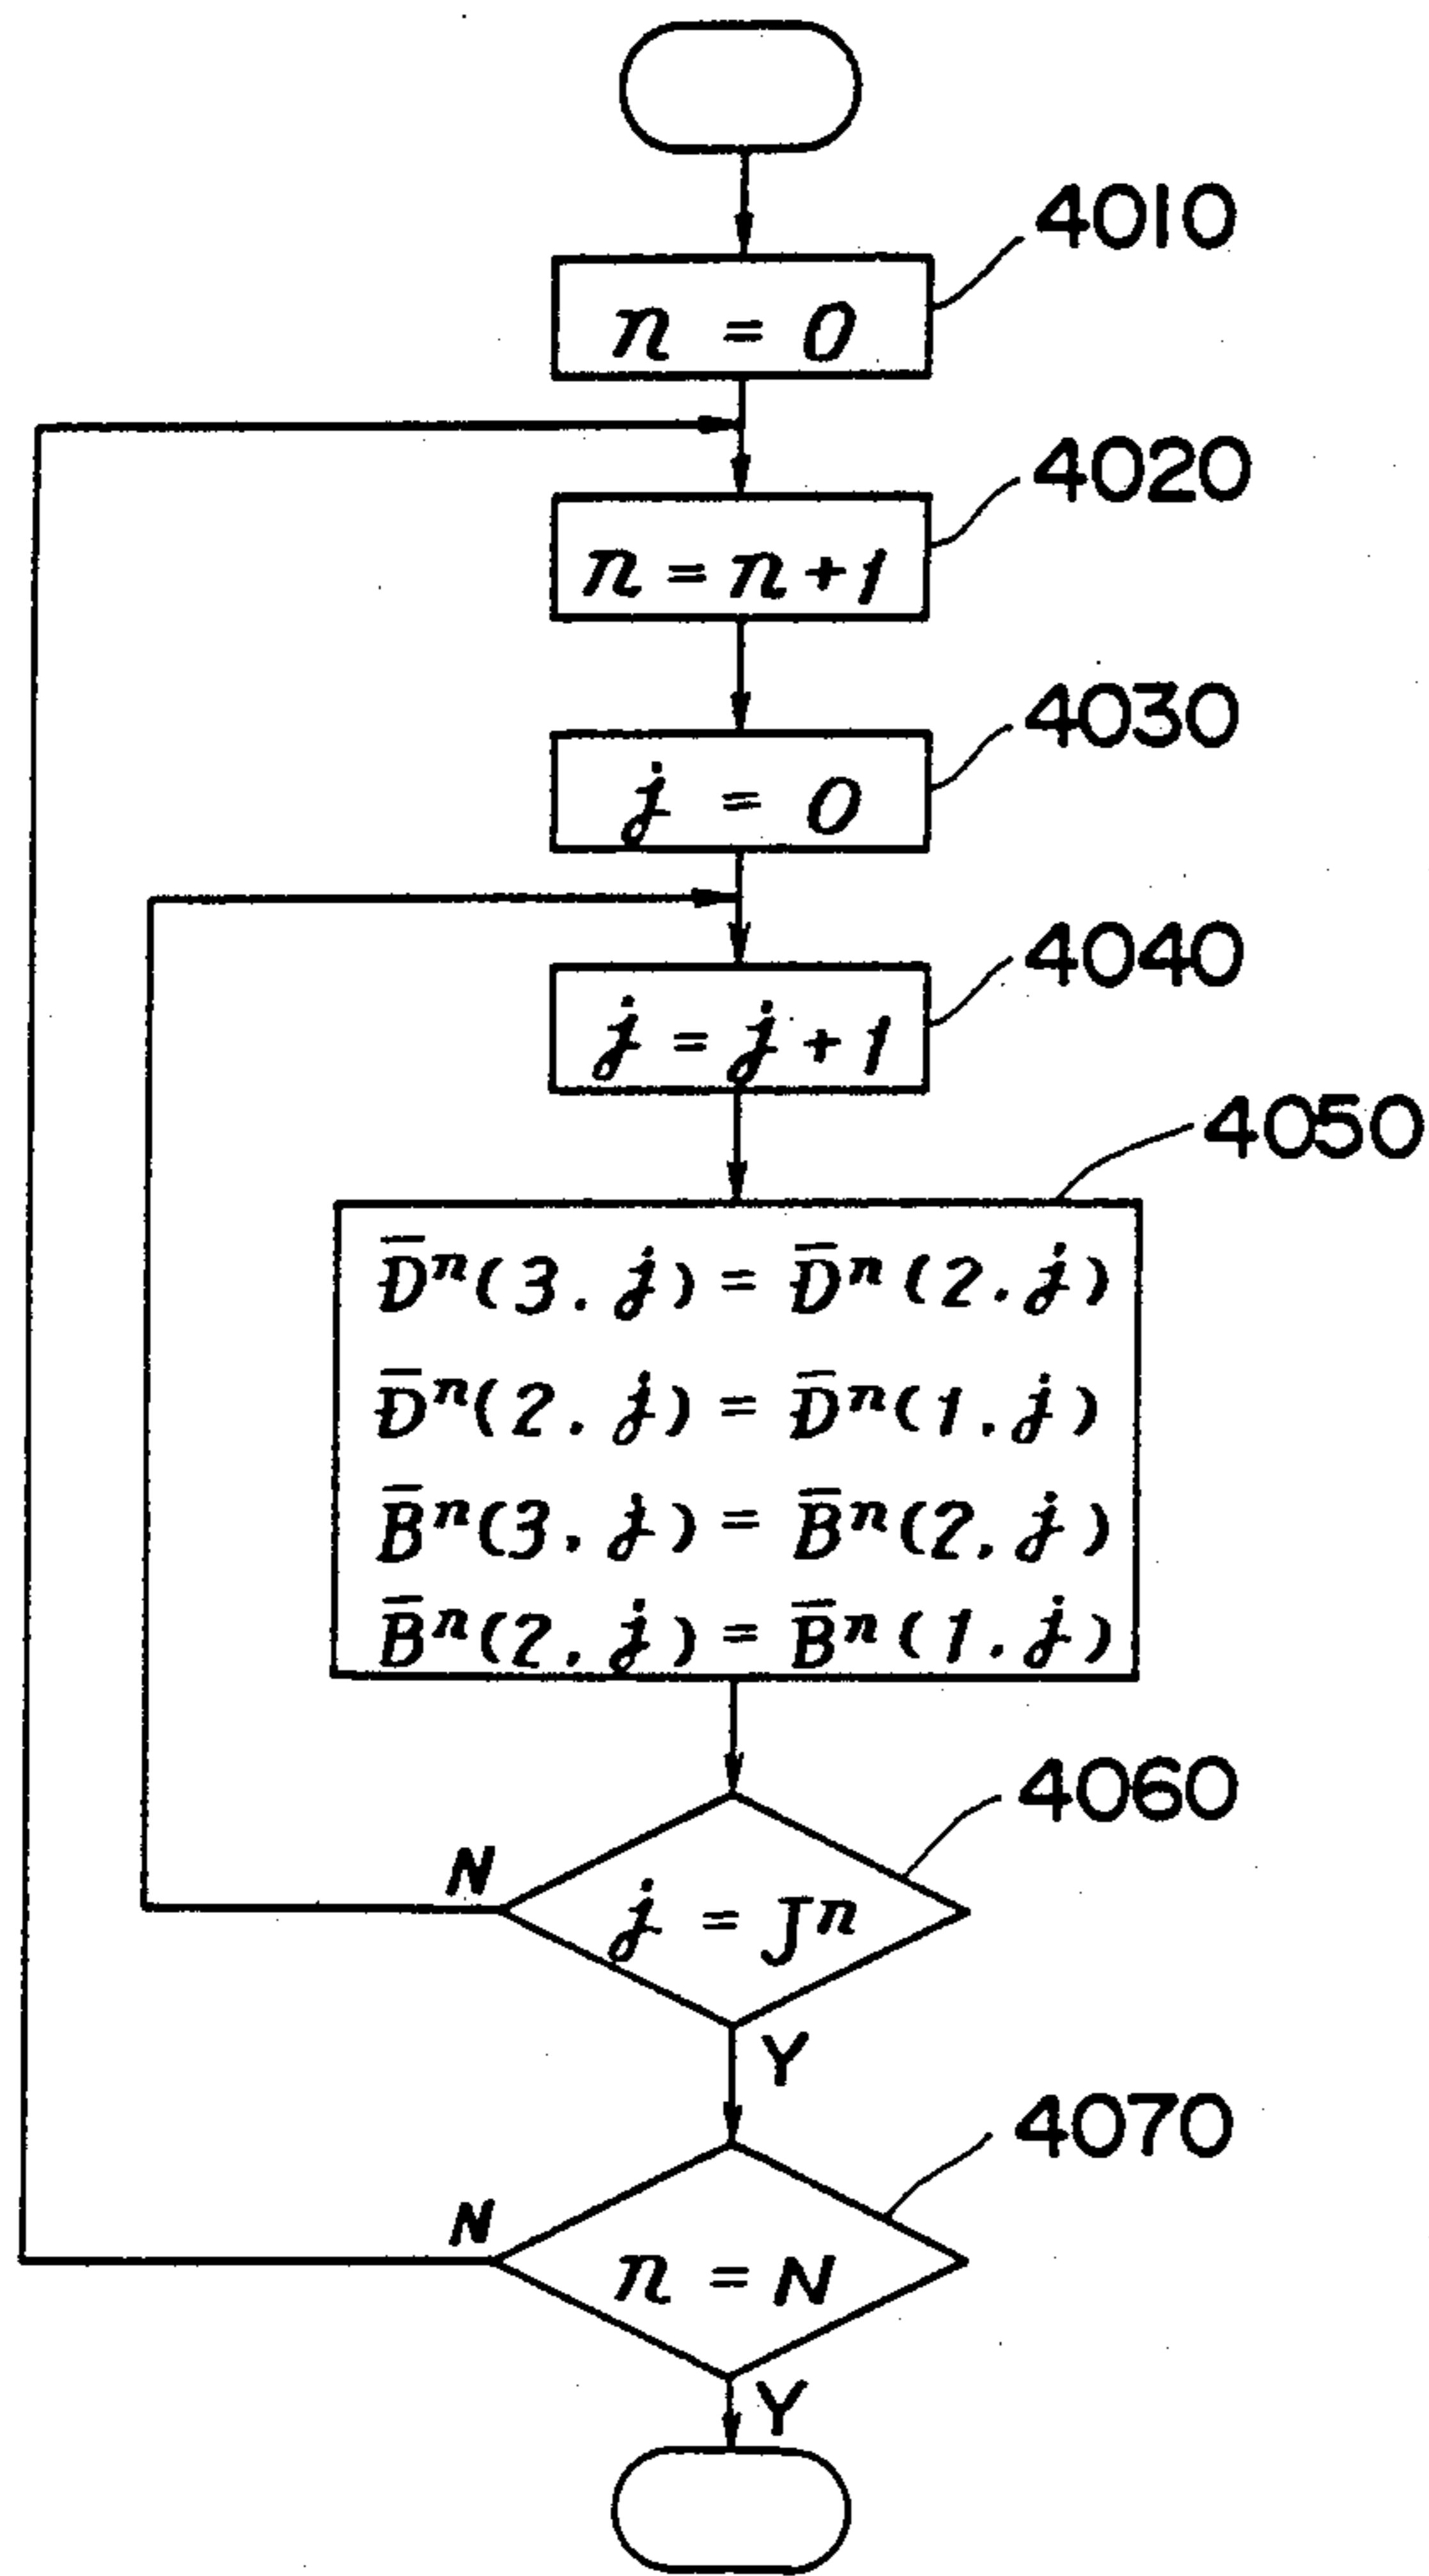 4010
n = 0
4020
n = n + 1
4030
j = 0
4040
j = j + 1
4050
D̅ⁿ(3, j) = D̅ⁿ(2, j)
D̅ⁿ(2, j) = D̅ⁿ(1, j)
B̅ⁿ(3, j) = B̅ⁿ(2, j)
B̅ⁿ(2, j) = B̅ⁿ(1, j)
4060
N
j = Jⁿ
Y
4070
N
n = N
Y